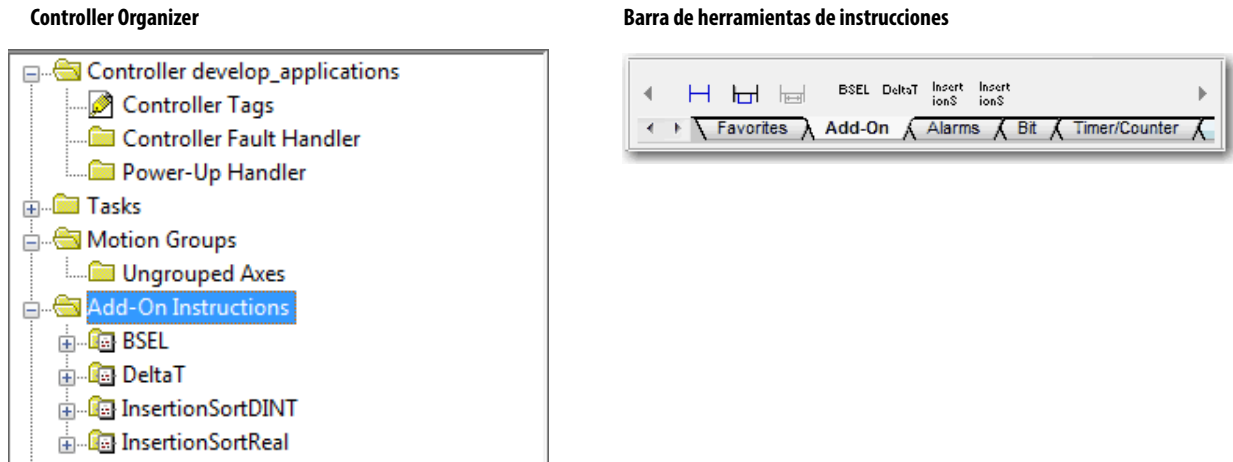 Controller Organizer
Controller develop_applications
Controller Tags
Controller Fault Handler
Power-Up Handler
Tasks
Motion Groups
Ungrouped Axes
Add-On Instructions
BSEL
DeltaT
InsertionSortDINT
InsertionSortReal
Barra de herramientas de instrucciones
BSEL DeltaT Insert Insert
ionS ionS
Favorites Add-On Alarms Bit Timer/Counter